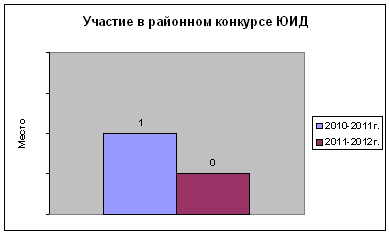 Участие в районном конкурсе ЮИД
Место
1
0
2010-2011г.
2011-2012г.